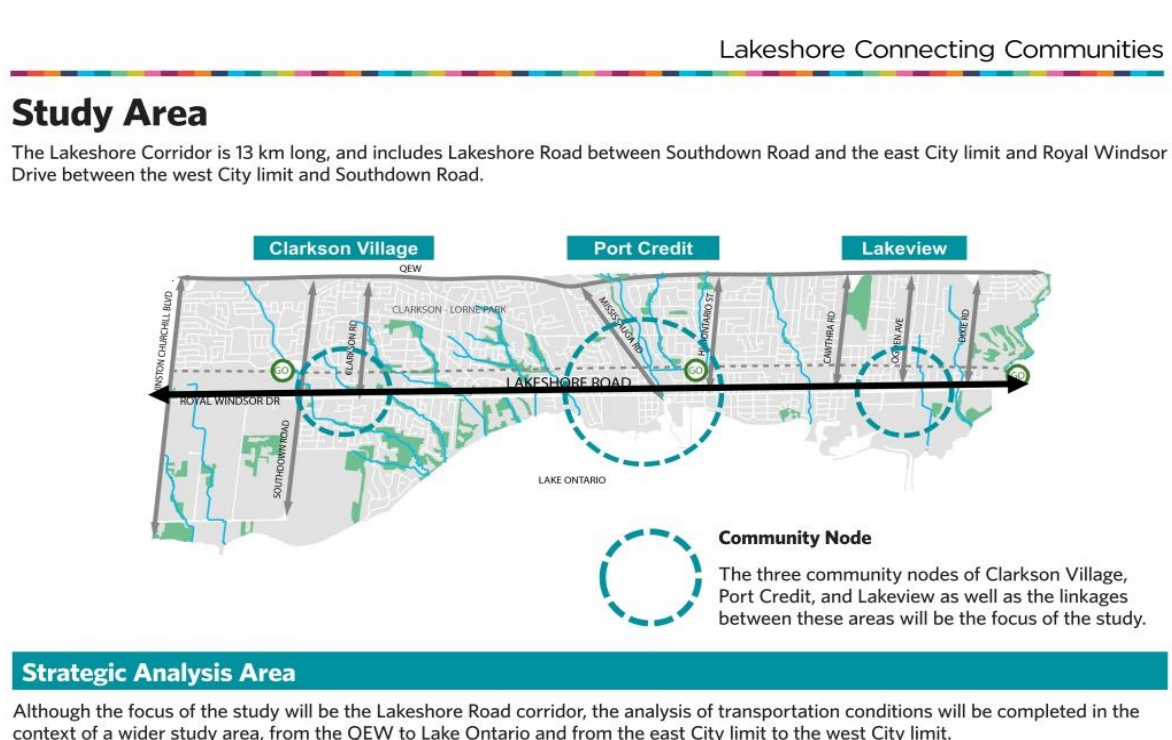 Lakeshore Connecting Communities
Study Area
The Lakeshore Corridor is 13 km long, and includes Lakeshore Road between Southdown Road and the east City limit and Royal Windsor
Drive between the west City limit and Southdown Road.
Clarkson Village
Port Credit
Lakeview
QEW
WINSTON CHURCHILL BLVD
CLARKSON RD
CLARKSON - LORNE PARK
MISSISSAUGA RD
HURONTARIO ST
CAWTHRA RD
OGDEN AVE
DIXIE RD
GO
GO
GO
LAKESHORE ROAD
ROYAL WINDSOR DR
SOUTHDOWN ROAD
LAKE ONTARIO
Community Node
The three community nodes of Clarkson Village,
Port Credit, and Lakeview as well as the linkages
between these areas will be the focus of the study.
Strategic Analysis Area
Although the focus of the study will be the Lakeshore Road corridor, the analysis of transportation conditions will be completed in the
context of a wider study area, from the QEW to Lake Ontario and from the east City limit to the west City limit.